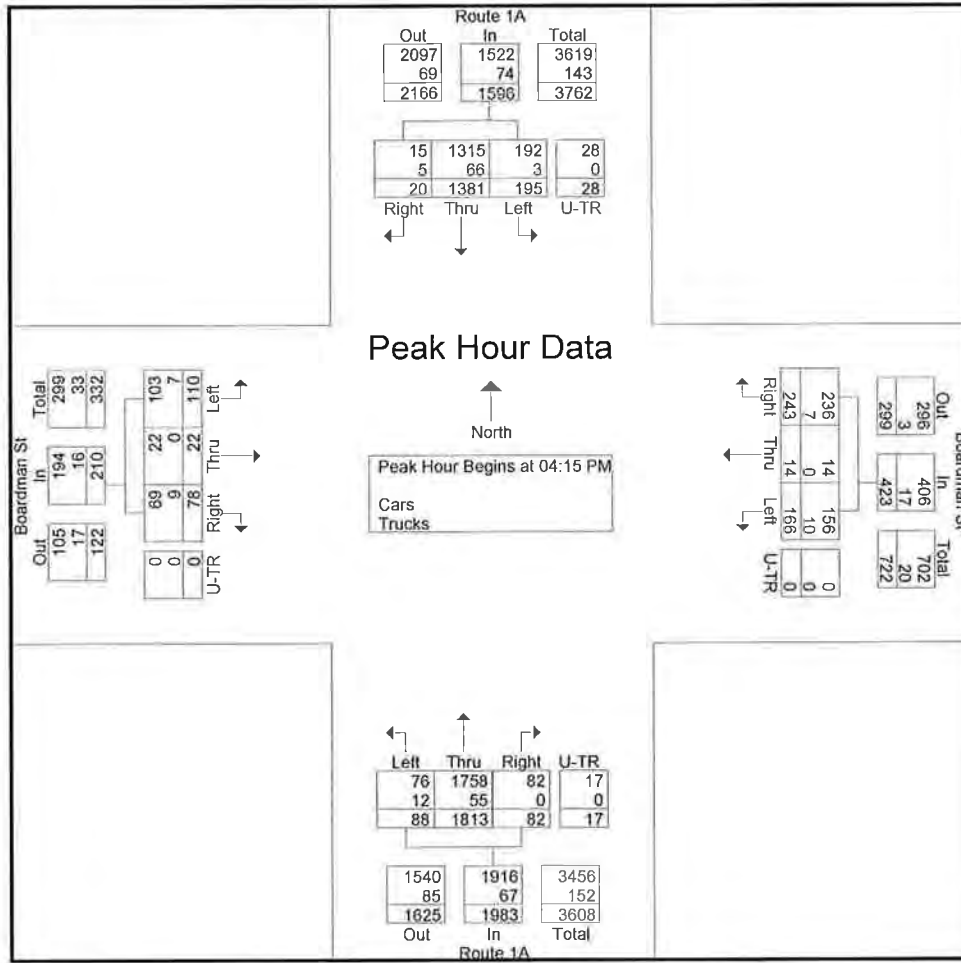 Route 1A
Out In Total
2097 1522 3619
69 74 143
2166 1596 3762
15 1315 192 28
5 66 3 0
20 1381 195 28
Right Thru Left U-TR
Peak Hour Data
North
Peak Hour Begins at 04:15 PM
Cars
Trucks
Boardman St
Total In Out
299 194 105
33 16 17
332 210 122
103 22 69 0
7 0 9 0
110 22 78 0
Left Thru Right U-TR
Boardman St
Out In Total
296 406 702
3 17 20
299 423 722
236 14 156 0
7 0 10 0
243 14 166 0
Right Thru Left U-TR
Left Thru Right U-TR
76 1758 82 17
12 55 0 0
88 1813 82 17
1540 1916 3456
85 67 152
1625 1983 3608
Out In Total
Route 1A